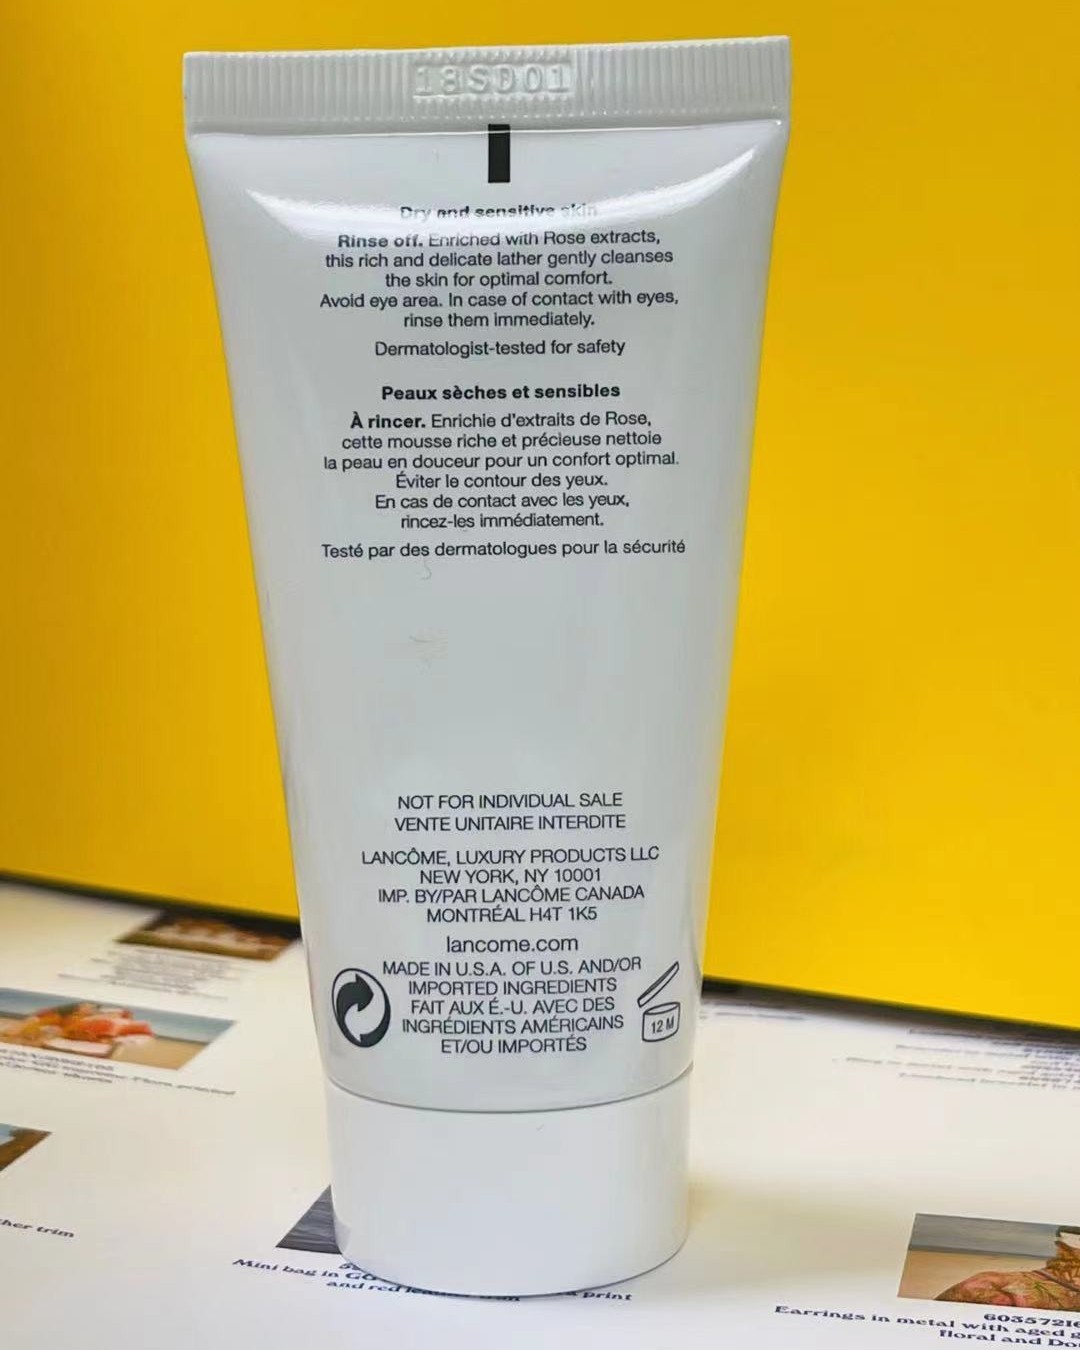 18SD01
Dry and sensitive skin
Rinse off. Enriched with Rose extracts,
this rich and delicate lather gently cleanses
the skin for optimal comfort.
Avoid eye area. In case of contact with eyes,
rinse them immediately.
Dermatologist-tested for safety
Peaux sèches et sensibles
À rincer. Enrichie d'extraits de Rose,
cette mousse riche et précieuse nettoie
la peau en douceur pour un confort optimal.
Éviter le contour des yeux.
En cas de contact avec les yeux,
rincez-les immédiatement.
Testé par des dermatologues pour la sécurité
NOT FOR INDIVIDUAL SALE
VENTE UNITAIRE INTERDITE
LANCÔME, LUXURY PRODUCTS LLC
NEW YORK, NY 10001
IMP. BY/PAR LANCÔME CANADA
MONTRÉAL H4T 1K5
lancome.com
MADE IN U.S.A. OF U.S. AND/OR
IMPORTED INGREDIENTS
FAIT AUX É.-U. AVEC DES
INGRÉDIENTS AMÉRICAINS
ET/OU IMPORTÉS
12 M
trim
Mini bag in
and red print
Earrings in metal with aged
floral and